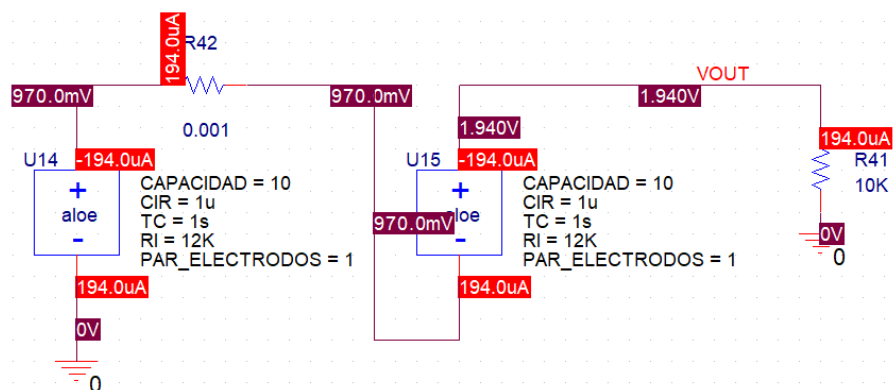 194.0uA
R42
VOUT
970.0mV
970.0mV
1.940V
0.001
1.940V
194.0uA
U14
-194.0uA
U15
-194.0uA
R41
10K
+
aloe
-
CAPACIDAD = 10
CIR = 1u
TC = 1s
RI = 12K
PAR_ELECTRODOS = 1
970.0mV
+
aloe
-
CAPACIDAD = 10
CIR = 1u
TC = 1s
RI = 12K
PAR_ELECTRODOS = 1
0V
0
194.0uA
194.0uA
0V
0